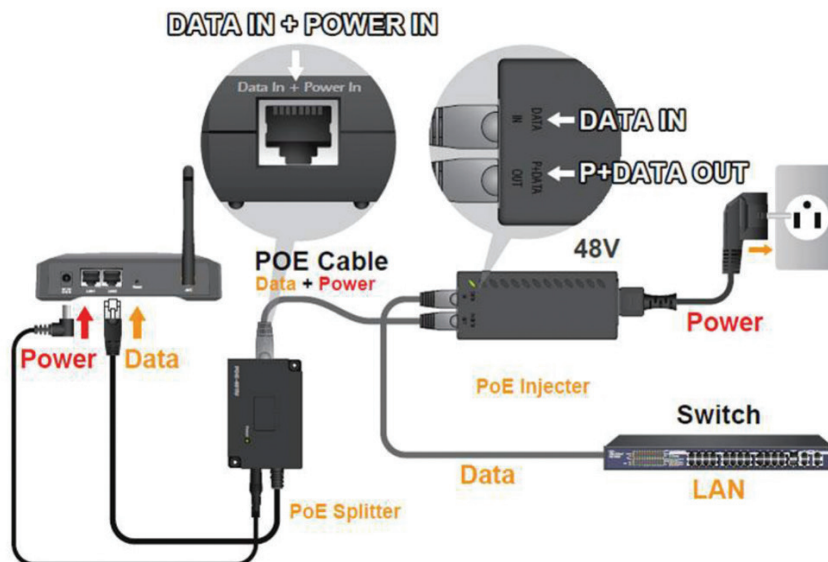 DATA IN + POWER IN
Data In + Power In
DATA IN
DATA IN
P+DATA OUT
P+DATA OUT
48V
POE Cable
Data + Power
Power
Data
Power
PoE Injecter
Switch
Data
LAN
PoE Splitter